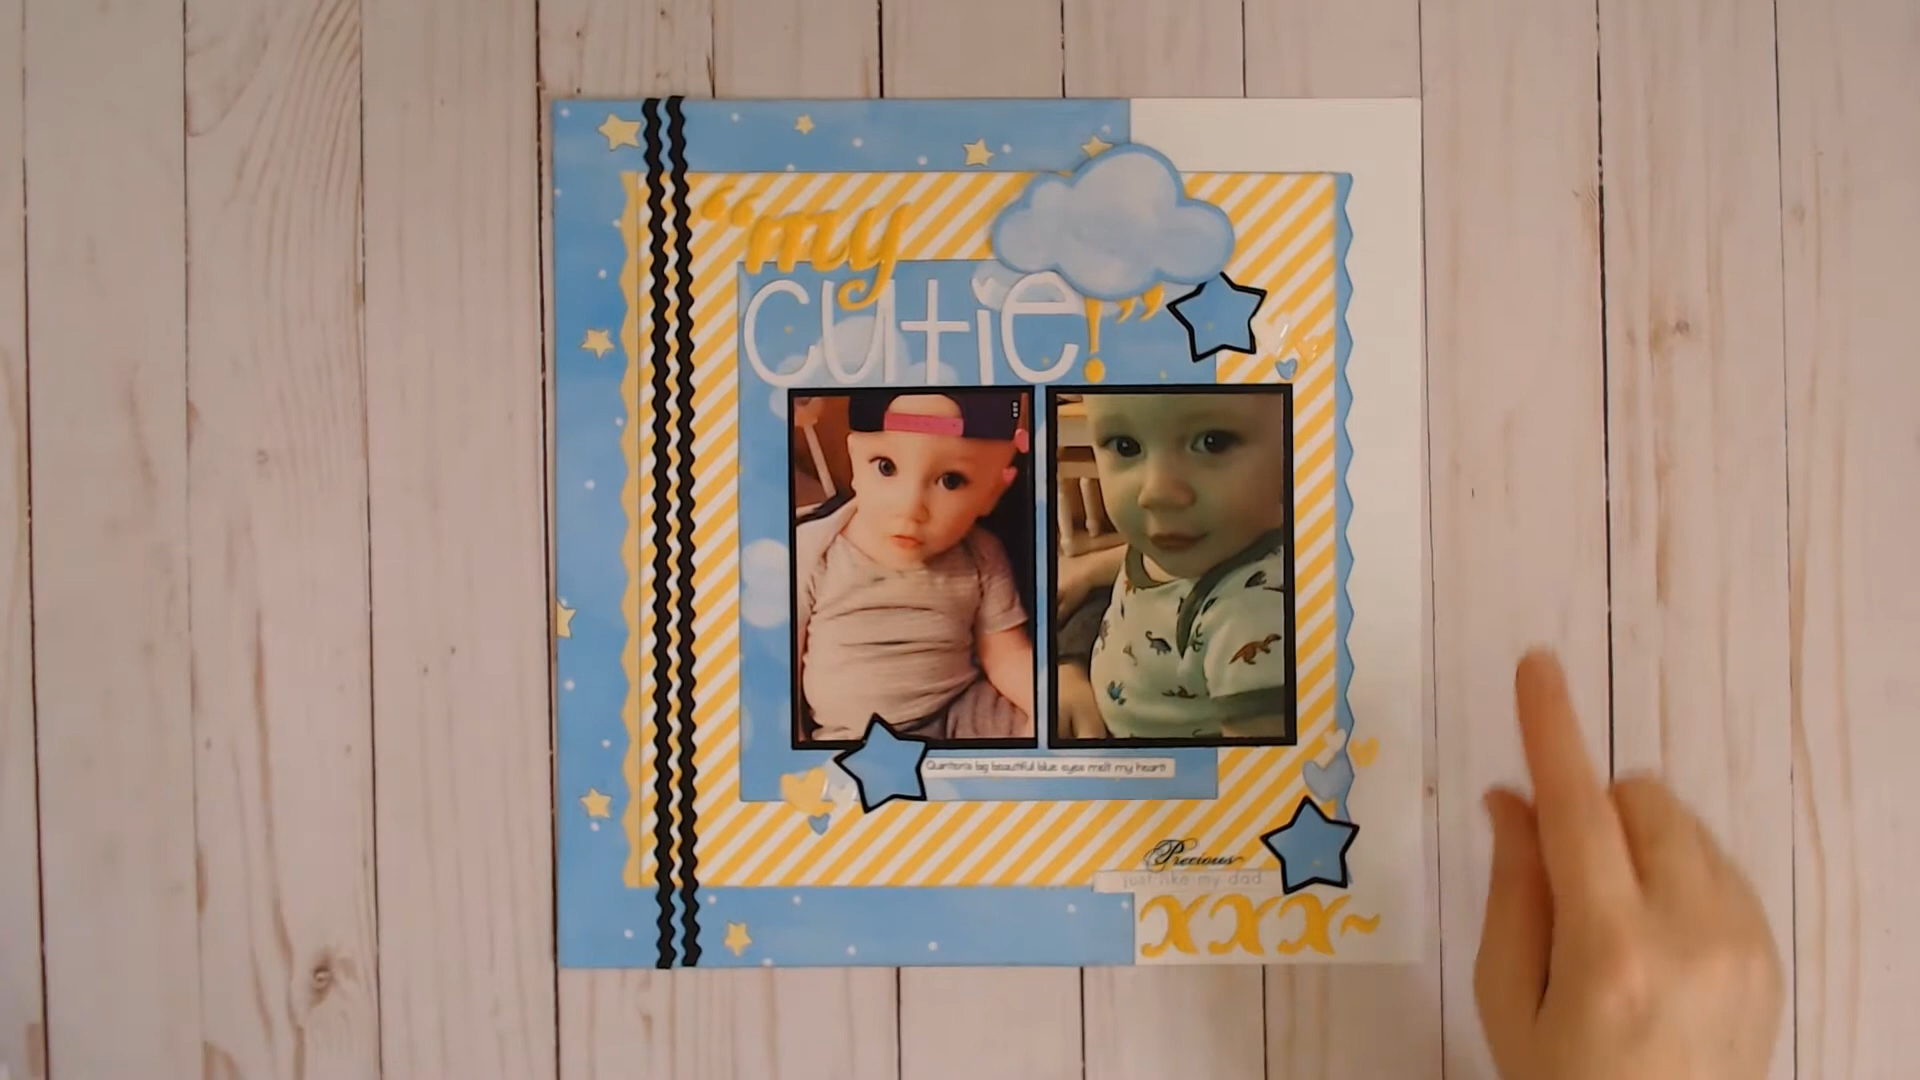 "my
cutie!"
Quinton's big beautiful blue eyes melt my heart!
Precious
just like my dad
xxx~